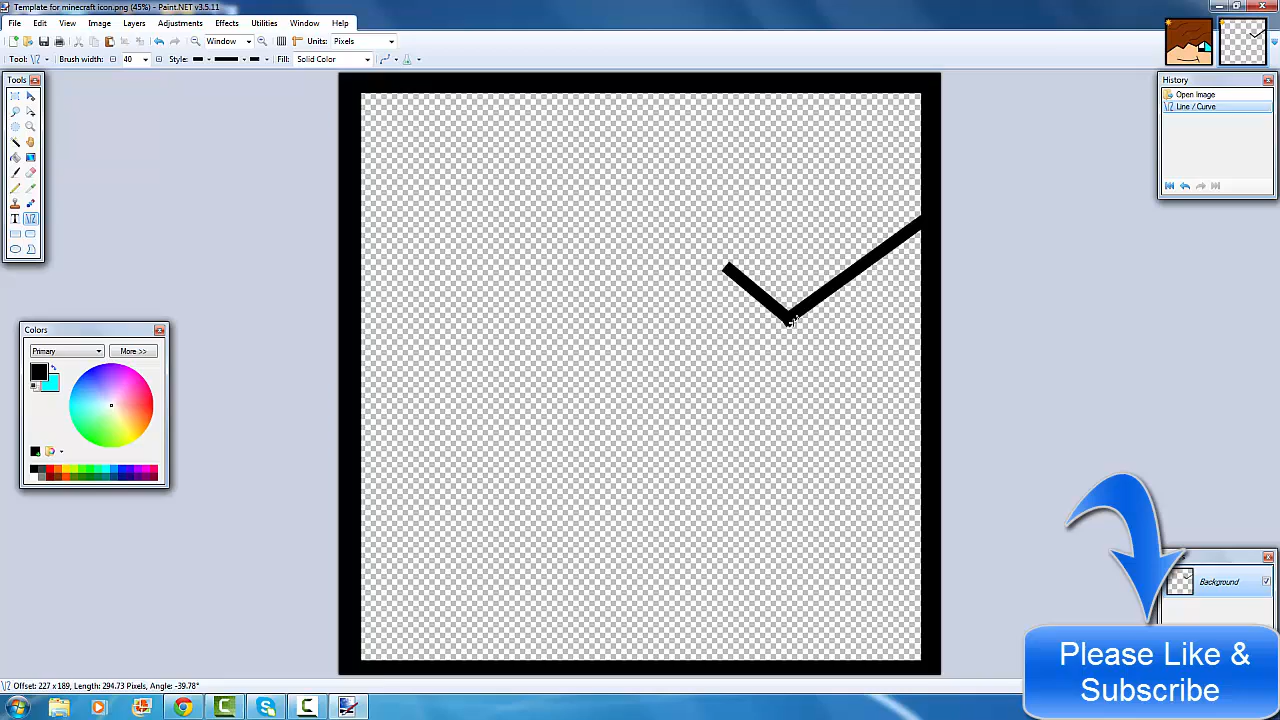 Template for minecraft icon.png (45%) - Paint.NET v3.5.11
File Edit View Image Layers Adjustments Effects Utilities Window Help
Window Units: Pixels
Tool: Brush width: 40 Style: Fill: Solid Color
Tools
History
Open Image
Line / Curve
T
Colors
Primary More >>
Background
Please Like &
Subscribe
Offset: 227 x 189, Length: 294.73 Pixels, Angle: -39.78°